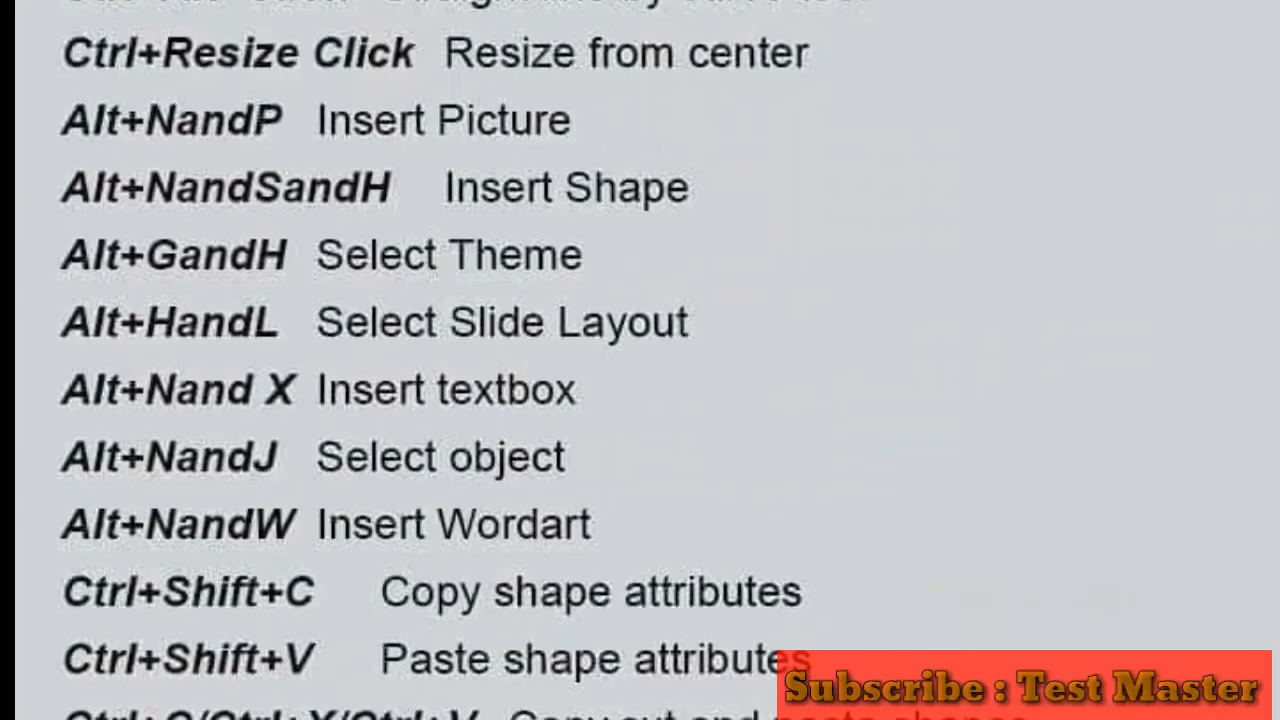 Ctrl+Resize Click Resize from center
Alt+NandP Insert Picture
Alt+NandSandH Insert Shape
Alt+GandH Select Theme
Alt+HandL Select Slide Layout
Alt+Nand X Insert textbox
Alt+NandJ Select object
Alt+NandW Insert Wordart
Ctrl+Shift+C Copy shape attributes
Ctrl+Shift+V Paste shape attributes
Subscribe : Test Master